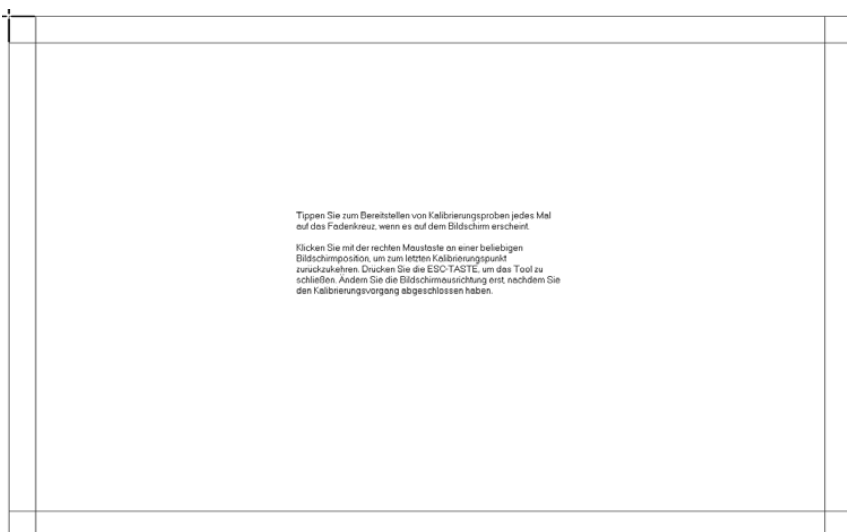 Tippen Sie zum Bereitstellen von Kalibrierungsproben jedes Mal
auf das Fadenkreuz, wenn es auf dem Bildschirm erscheint.
Klicken Sie mit der rechten Maustaste an einer beliebigen
Bildschirmposition, um zum letzten Kalibrierungspunkt
zurückzukehren. Drücken Sie die ESC-TASTE, um das Tool zu
schließen. Ändern Sie die Bildschirmausrichtung erst, nachdem Sie
den Kalibrierungsvorgang abgeschlossen haben.